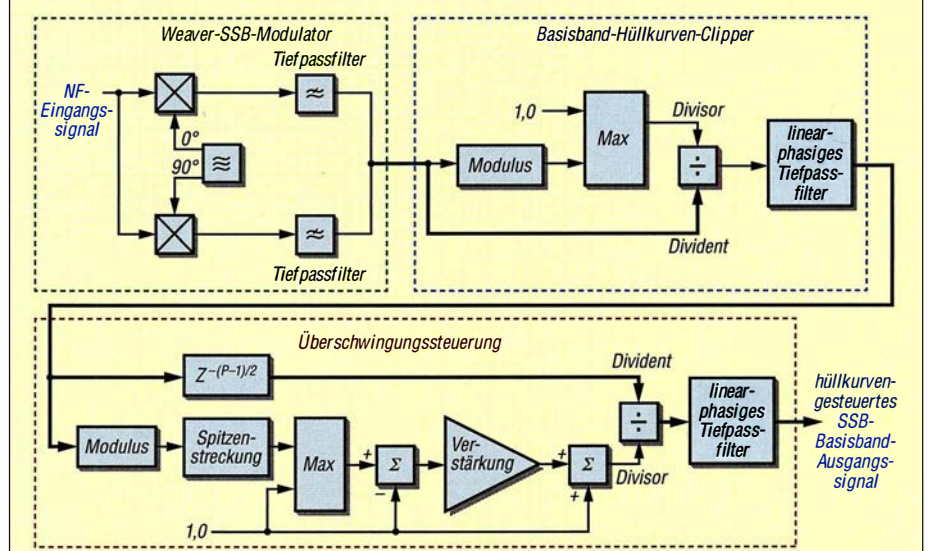 Weaver-SSB-Modulator
Tiefpassfilter
NF-
Eingangs-
signal
≈
0°
90°
≋
≈
Tiefpassfilter
Basisband-Hüllkurven-Clipper
1,0
Modulus
Max
Divisor
÷
Divident
linear-
phasiges
Tiefpass-
filter
Überschwingungssteuerung
Z-(P-1)/2
Divident
Modulus
Spitzen-
streckung
Max
+
Σ
–
Ver-
stärkung
+
Σ
+
÷
Divisor
linear-
phasiges
Tiefpass-
filter
hüllkurven-
gesteuertes
SSB-
Basisband-
Ausgangs-
signal
1,0